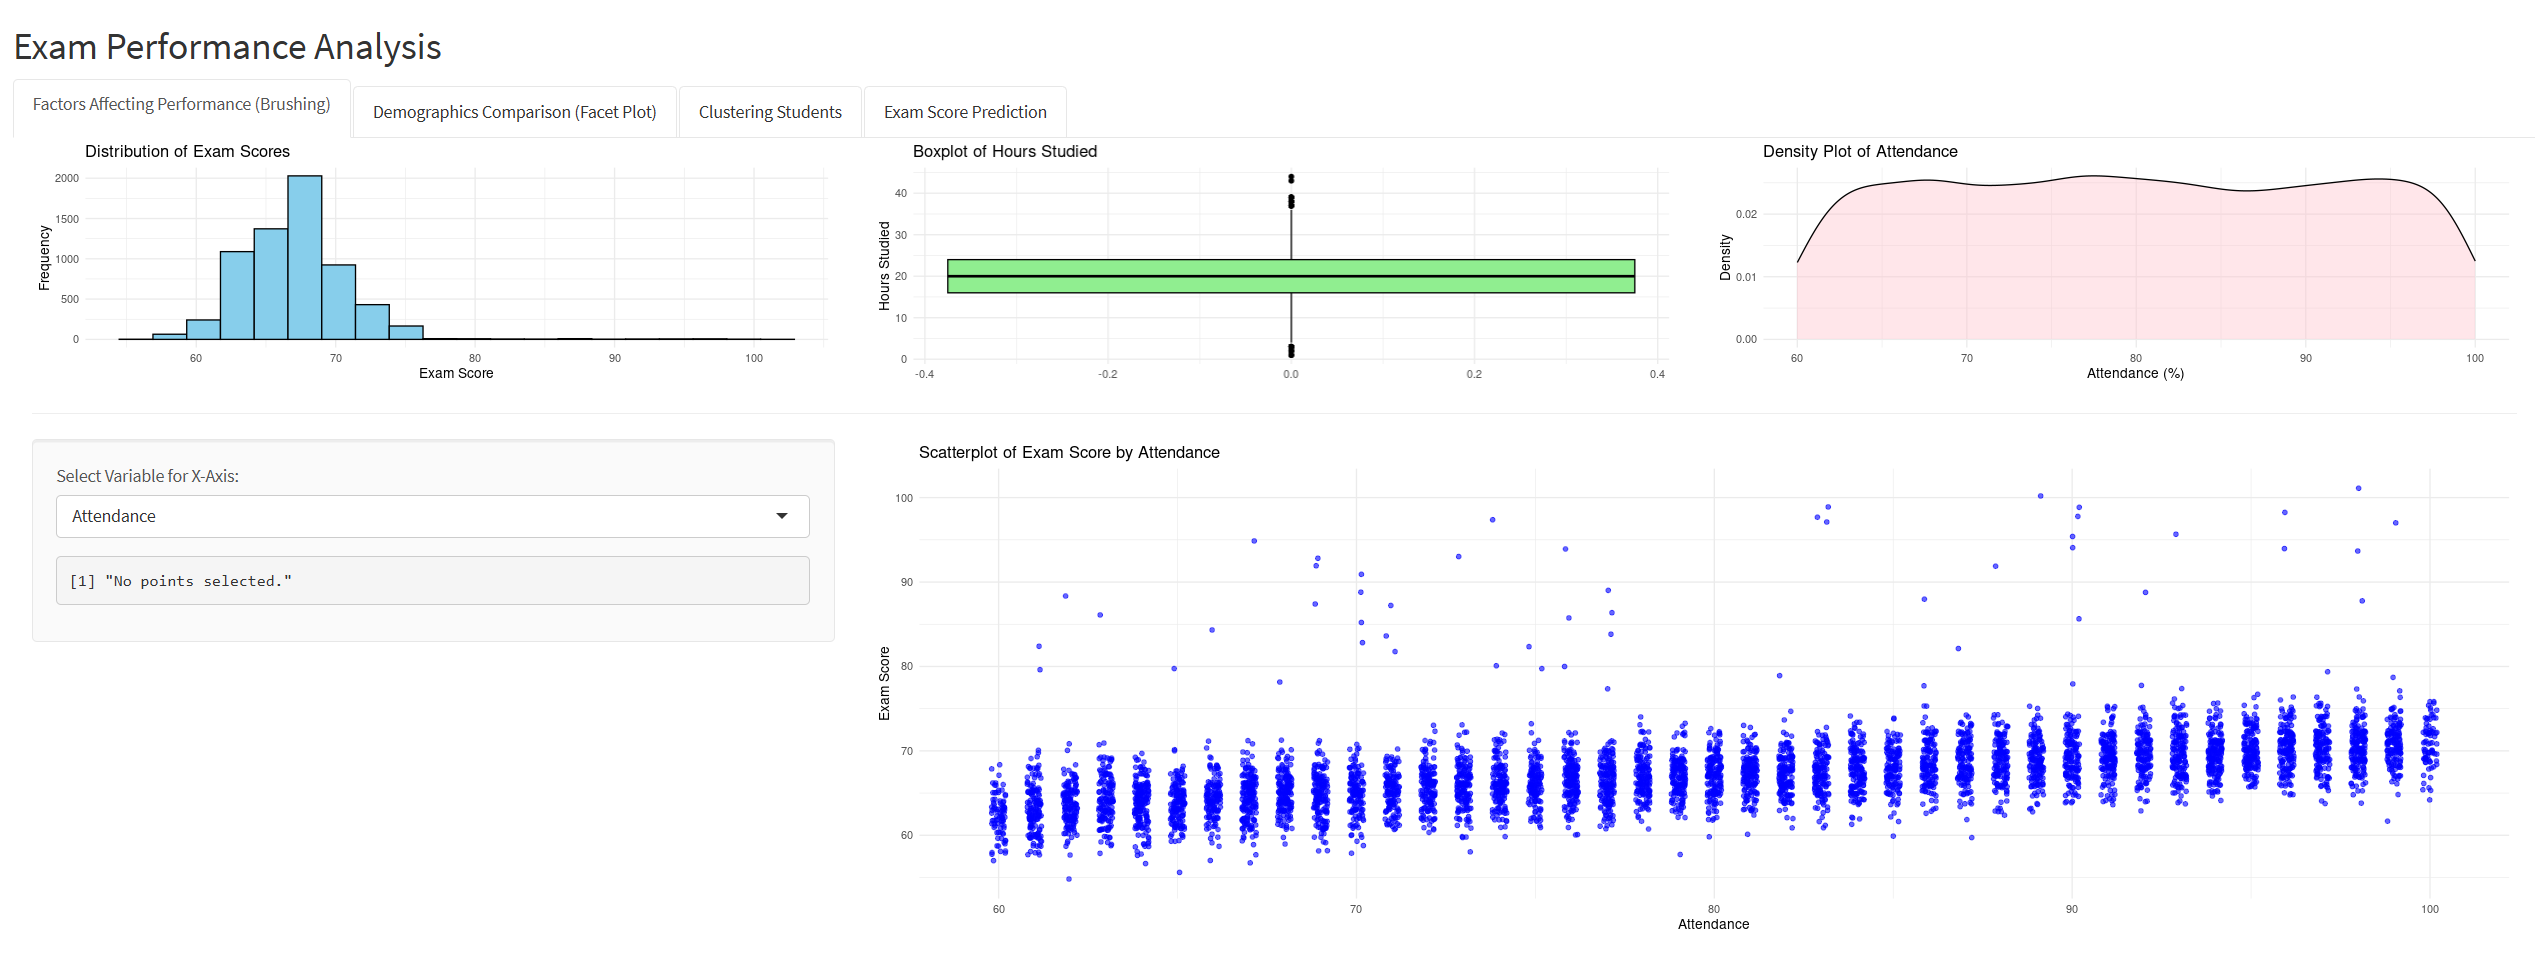 Exam Performance Analysis
Factors Affecting Performance (Brushing)
Demographics Comparison (Facet Plot)
Clustering Students
Exam Score Prediction
Distribution of Exam Scores
Frequency
2000
1500
1000
500
0
60 70 80 90 100
Exam Score
Boxplot of Hours Studied
Hours Studied
40
30
20
10
0
-0.4 -0.2 0.0 0.2 0.4
Density Plot of Attendance
Density
0.02
0.01
0.00
60 70 80 90 100
Attendance (%)
Select Variable for X-Axis:
Attendance
[1] "No points selected."
Scatterplot of Exam Score by Attendance
Exam Score
100
90
80
70
60
60 70 80 90 100
Attendance